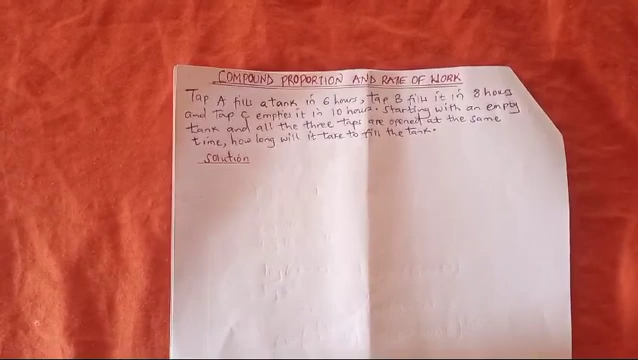 COMPOUND PROPORTION AND RATE OF WORK
Tap A fills a tank in 6 hours, Tap B fills it in 8 hours
and Tap C empties it in 10 hours. Starting with an empty
tank and all the three taps are opened at the same
time, how long will it take to fill the tank.
Solution